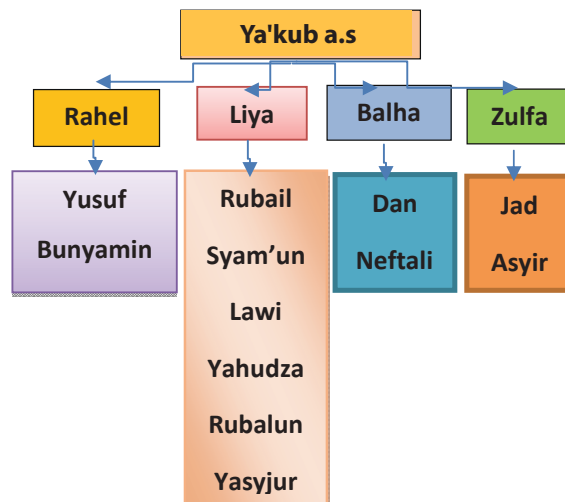 Ya'kub a.s
Rahel
Liya
Balha
Zulfa
Yusuf
Bunyamin
Rubail
Syam’un
Lawi
Yahudza
Rubalun
Yasyjur
Dan
Neftali
Jad
Asyir